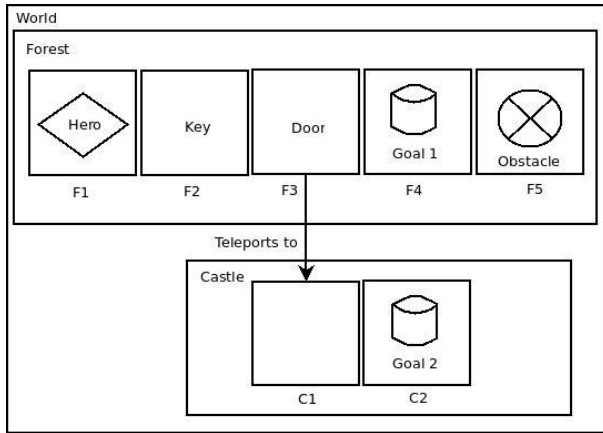 World
Forest
Hero
Key
Door
Goal 1
Obstacle
F1
F2
F3
F4
F5
Teleports to
Castle
Goal 2
C1
C2